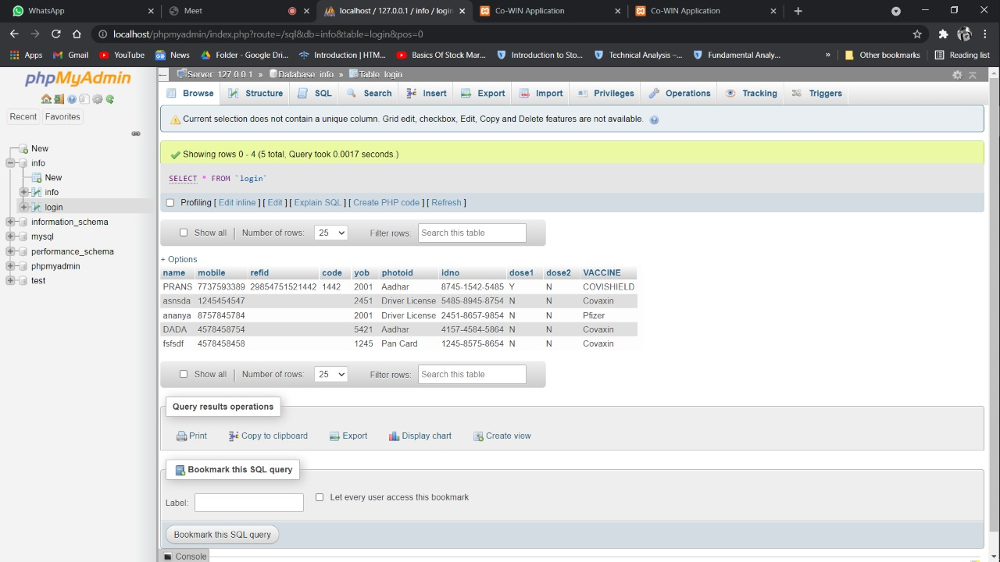 WhatsApp
Meet
localhost / 127.0.0.1 / info / login
Co-WIN Application
Co-WIN Application
localhost/phpmyadmin/index.php?route=/sql&db=info&table=login&pos=0
Apps Gmail YouTube News Folder - Google Dri... Introduction | HTM... Basics Of Stock Mar... Introduction to Sto... Technical Analysis –... Fundamental Analy... » Other bookmarks Reading list
phpMyAdmin
Recent Favorites
New
info
New
info
login
information_schema
mysql
performance_schema
phpmyadmin
test
Server: 127.0.0.1 » Database: info » Table: login
Browse Structure SQL Search Insert Export Import Privileges Operations Tracking Triggers
Current selection does not contain a unique column. Grid edit, checkbox, Edit, Copy and Delete features are not available.
Showing rows 0 - 4 (5 total, Query took 0.0017 seconds.)
SELECT * FROM `login`
Profiling [ Edit inline ] [ Edit ] [ Explain SQL ] [ Create PHP code ] [ Refresh ]
Show all | Number of rows: 25 Filter rows: Search this table
+ Options
name mobile refid code yob photoid idno dose1 dose2 VACCINE
PRANS 7737593389 29854751521442 1442 2001 Aadhar 8745-1542-5485 Y N COVISHIELD
asnsda 1245454547 2451 Driver License 5485-8945-8754 N N Covaxin
ananya 8757845784 2001 Driver License 2451-8657-9854 N N Pfizer
DADA 4578458754 5421 Aadhar 4157-4584-5864 N N Covaxin
fsfsdf 4578458458 1245 Pan Card 1245-8575-8654 N N Covaxin
Show all | Number of rows: 25 Filter rows: Search this table
Query results operations
Print Copy to clipboard Export Display chart Create view
Bookmark this SQL query
Label: Let every user access this bookmark
Bookmark this SQL query
Console